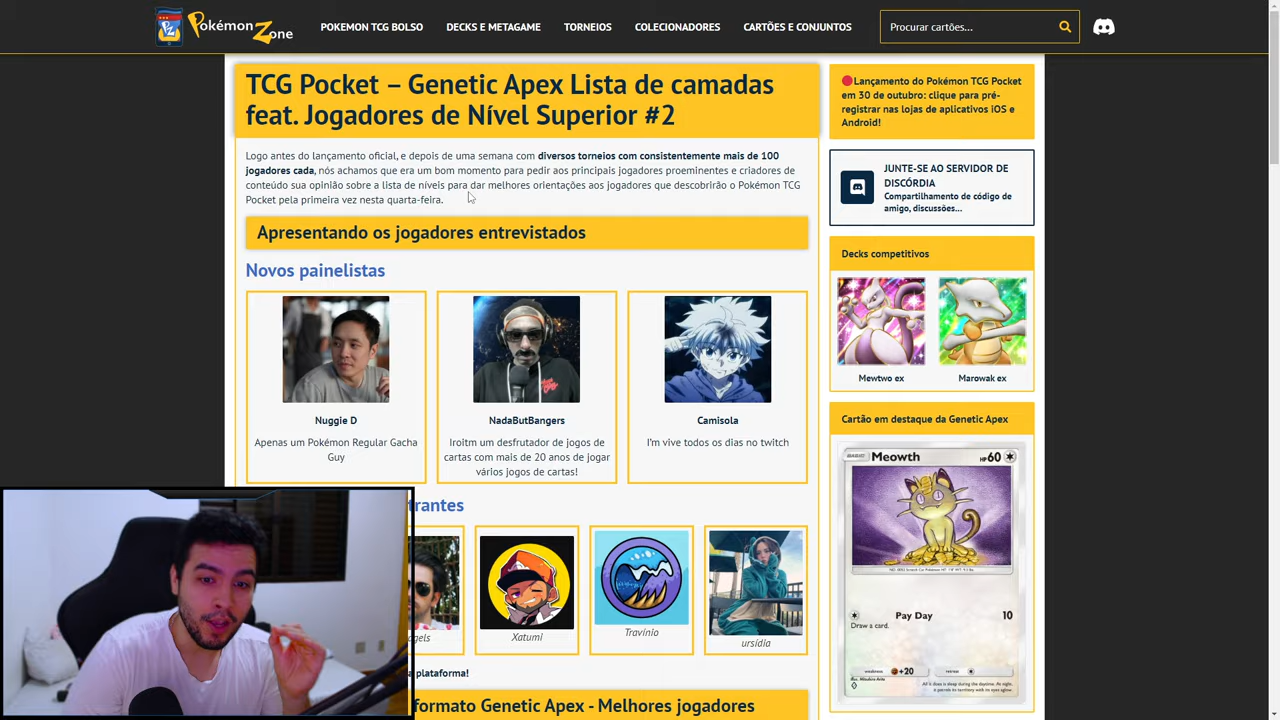 Pokémon Zone
POKEMON TCG BOLSO
DECKS E METAGAME
TORNEIOS
COLECIONADORES
CARTÕES E CONJUNTOS
Procurar cartões...
TCG Pocket – Genetic Apex Lista de camadas
feat. Jogadores de Nível Superior #2
Logo antes do lançamento oficial, e depois de uma semana com diversos torneios com consistentemente mais de 100
jogadores cada, nós achamos que era um bom momento para pedir aos principais jogadores proeminentes e criadores de
conteúdo sua opinião sobre a lista de níveis para dar melhores orientações aos jogadores que descobrirão o Pokémon TCG
Pocket pela primeira vez nesta quarta-feira.
Apresentando os jogadores entrevistados
Novos painelistas
Nuggie D
Apenas um Pokémon Regular Gacha
Guy
NadaButBangers
Iroitm um desfrutador de jogos de
cartas com mais de 20 anos de jogar
vários jogos de cartas!
Camisola
I'm vive todos os dias no twitch
trantes
gels
Xatumi
Travínio
ursídia
a plataforma!
formato Genetic Apex - Melhores jogadores
Lançamento do Pokémon TCG Pocket
em 30 de outubro: clique para pré-
registrar nas lojas de aplicativos iOS e
Android!
JUNTE-SE AO SERVIDOR DE
DISCÓRDIA
Compartilhamento de código de
amigo, discussões...
Decks competitivos
Mewtwo ex
Marowak ex
Cartão em destaque da Genetic Apex
BASIC
Meowth
HP60
Pay Day
10
Draw a card.
weakness
+20
retreat